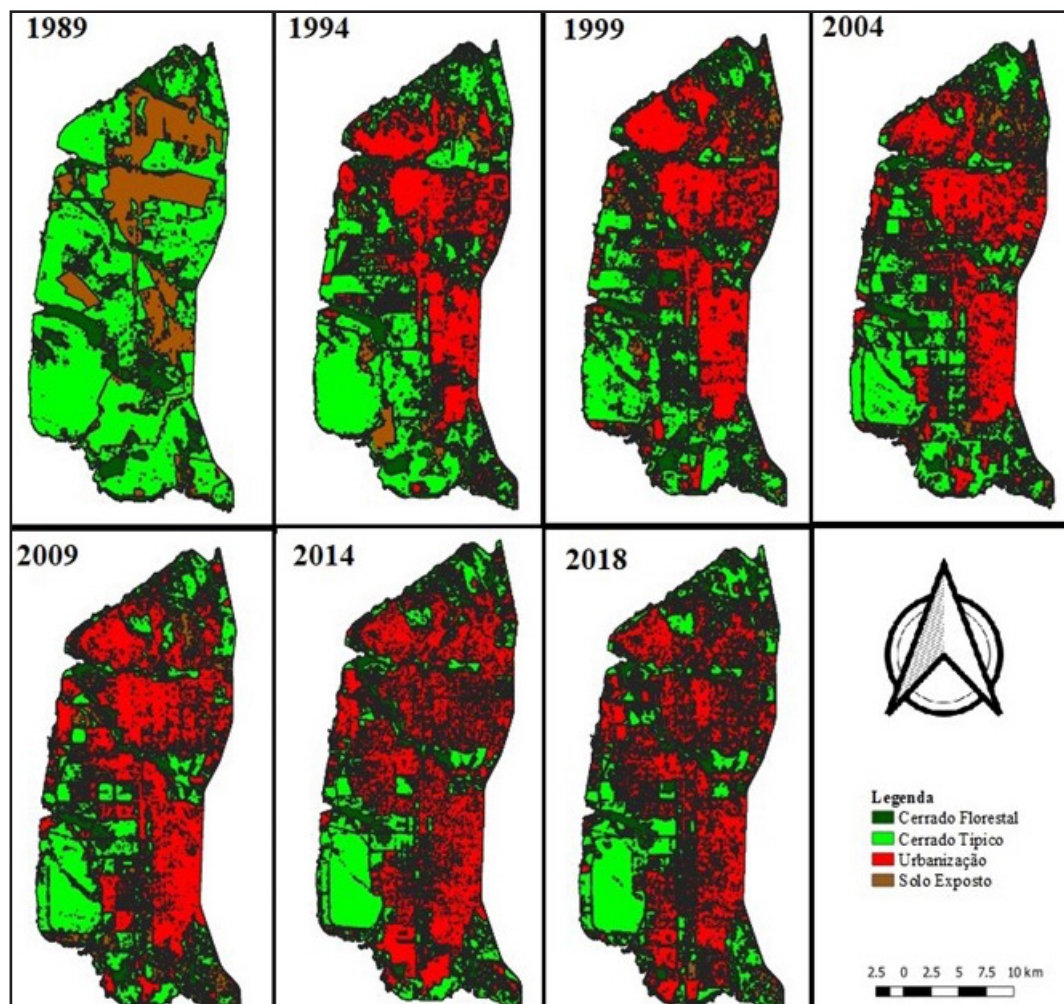 1989
1994
1999
2004
2009
2014
2018
Legenda
Cerrado Florestal
Cerrado Tipico
Urbanização
Solo Exposto
2.5 0 2.5 5 7.5 10 km